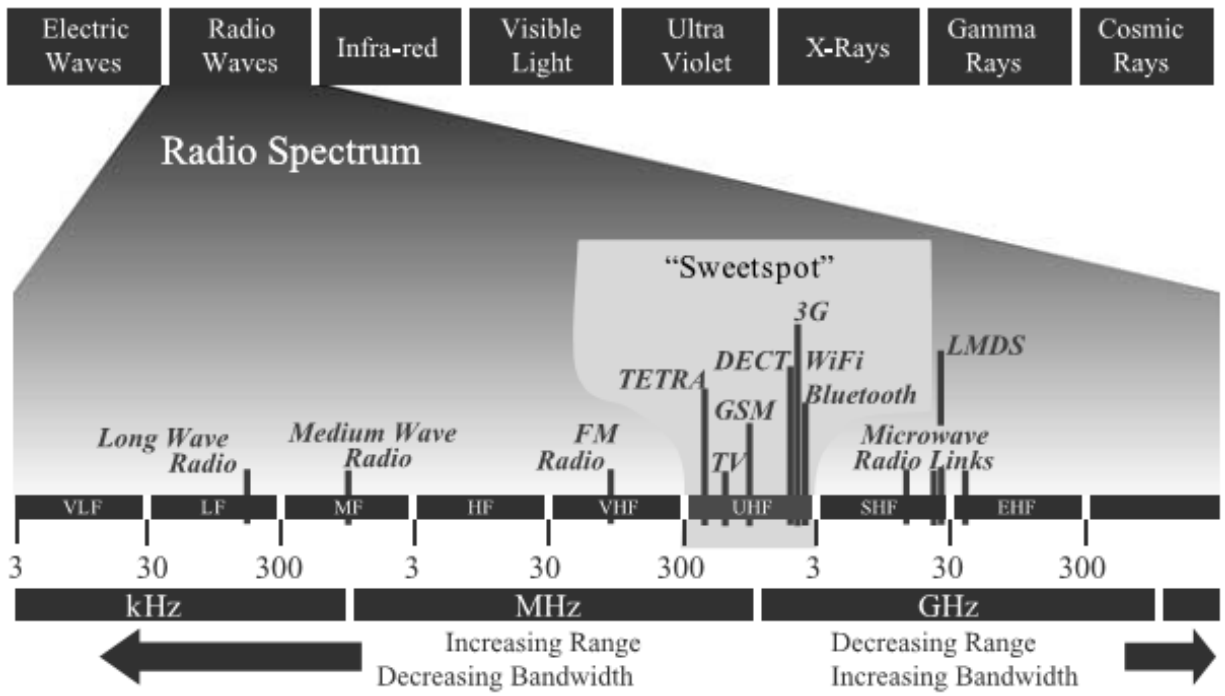 Electric
Waves
Radio
Waves
Infra-red
Visible
Light
Ultra
Violet
X-Rays
Gamma
Rays
Cosmic
Rays
Radio Spectrum
“Sweetspot”
3G
LMDS
DECT
WiFi
TETRA
Bluetooth
GSM
Long Wave
Radio
Medium Wave
Radio
FM
Radio
TV
Microwave
Radio Links
VLF
LF
MF
HF
VHF
UHF
SHF
EHF
3
30
300
3
30
300
3
30
300
kHz
MHz
GHz
Increasing Range
Decreasing Bandwidth
Decreasing Range
Increasing Bandwidth